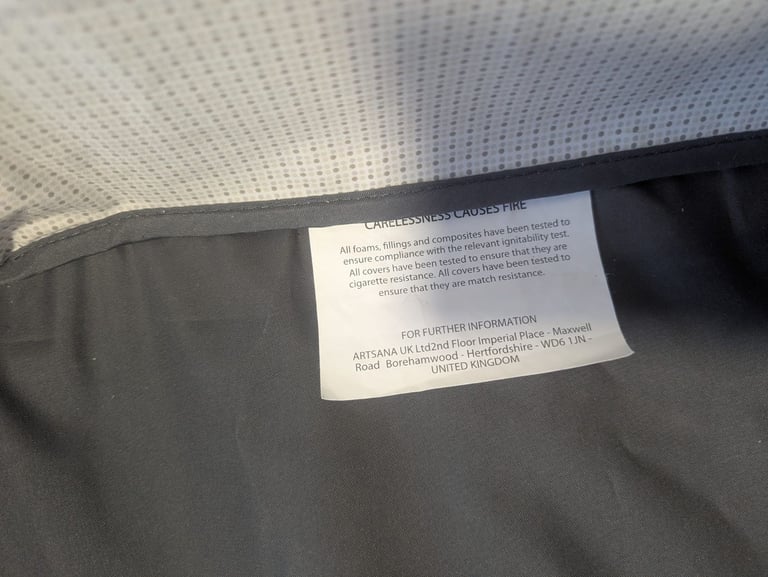 CARELESSNESS CAUSES FIRE
All foams, fillings and composites have been tested to
ensure compliance with the relevant ignitability test.
All covers have been tested to ensure that they are
cigarette resistance. All covers have been tested to
ensure that they are match resistance.
FOR FURTHER INFORMATION
ARTSANA UK Ltd2nd Floor Imperial Place - Maxwell
Road Borehamwood - Hertfordshire - WD6 1JN -
UNITED KINGDOM